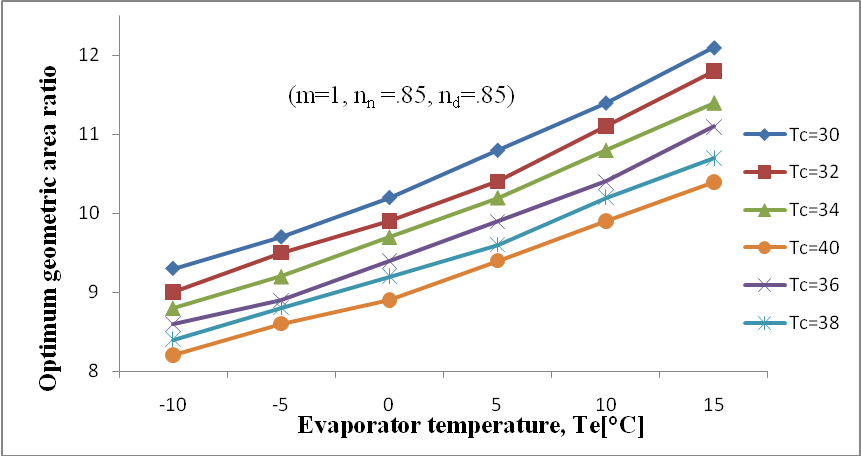 12
11
10
9
8
Optimum geometric area ratio
(m=1, nn =.85, nd=.85)
Tc=30
Tc=32
Tc=34
Tc=40
Tc=36
Tc=38
-10 -5 0 5 10 15
Evaporator temperature, Te[°C]